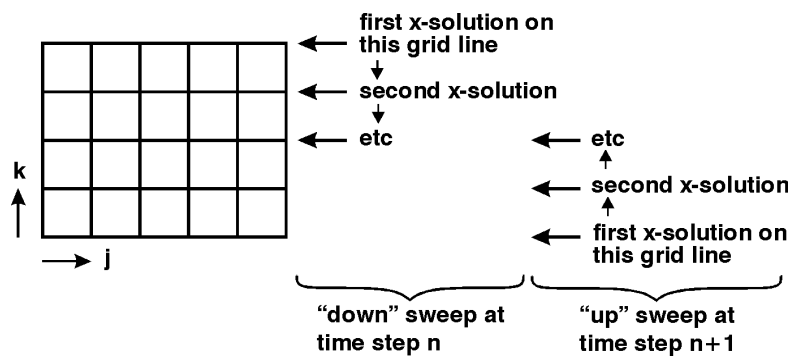 first x-solution on
this grid line
second x-solution
etc
k
j
etc
second x-solution
first x-solution on
this grid line
“down” sweep at
time step n
“up” sweep at
time step n+1